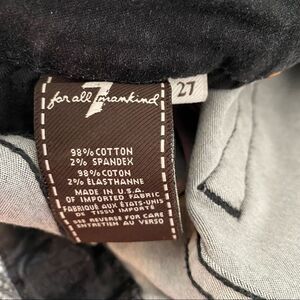 7
for all mankind
27
98% COTTON
2% SPANDEX
98% COTON
2% ÉLASTHANNE
MADE IN U.S.A.
OF IMPORTED FABRIC
FABRIQUÉ AUX ÉTATS-UNIS
DE TISSU IMPORTÉ
SEE REVERSE FOR CARE
ENTRETIEN AU VERSO